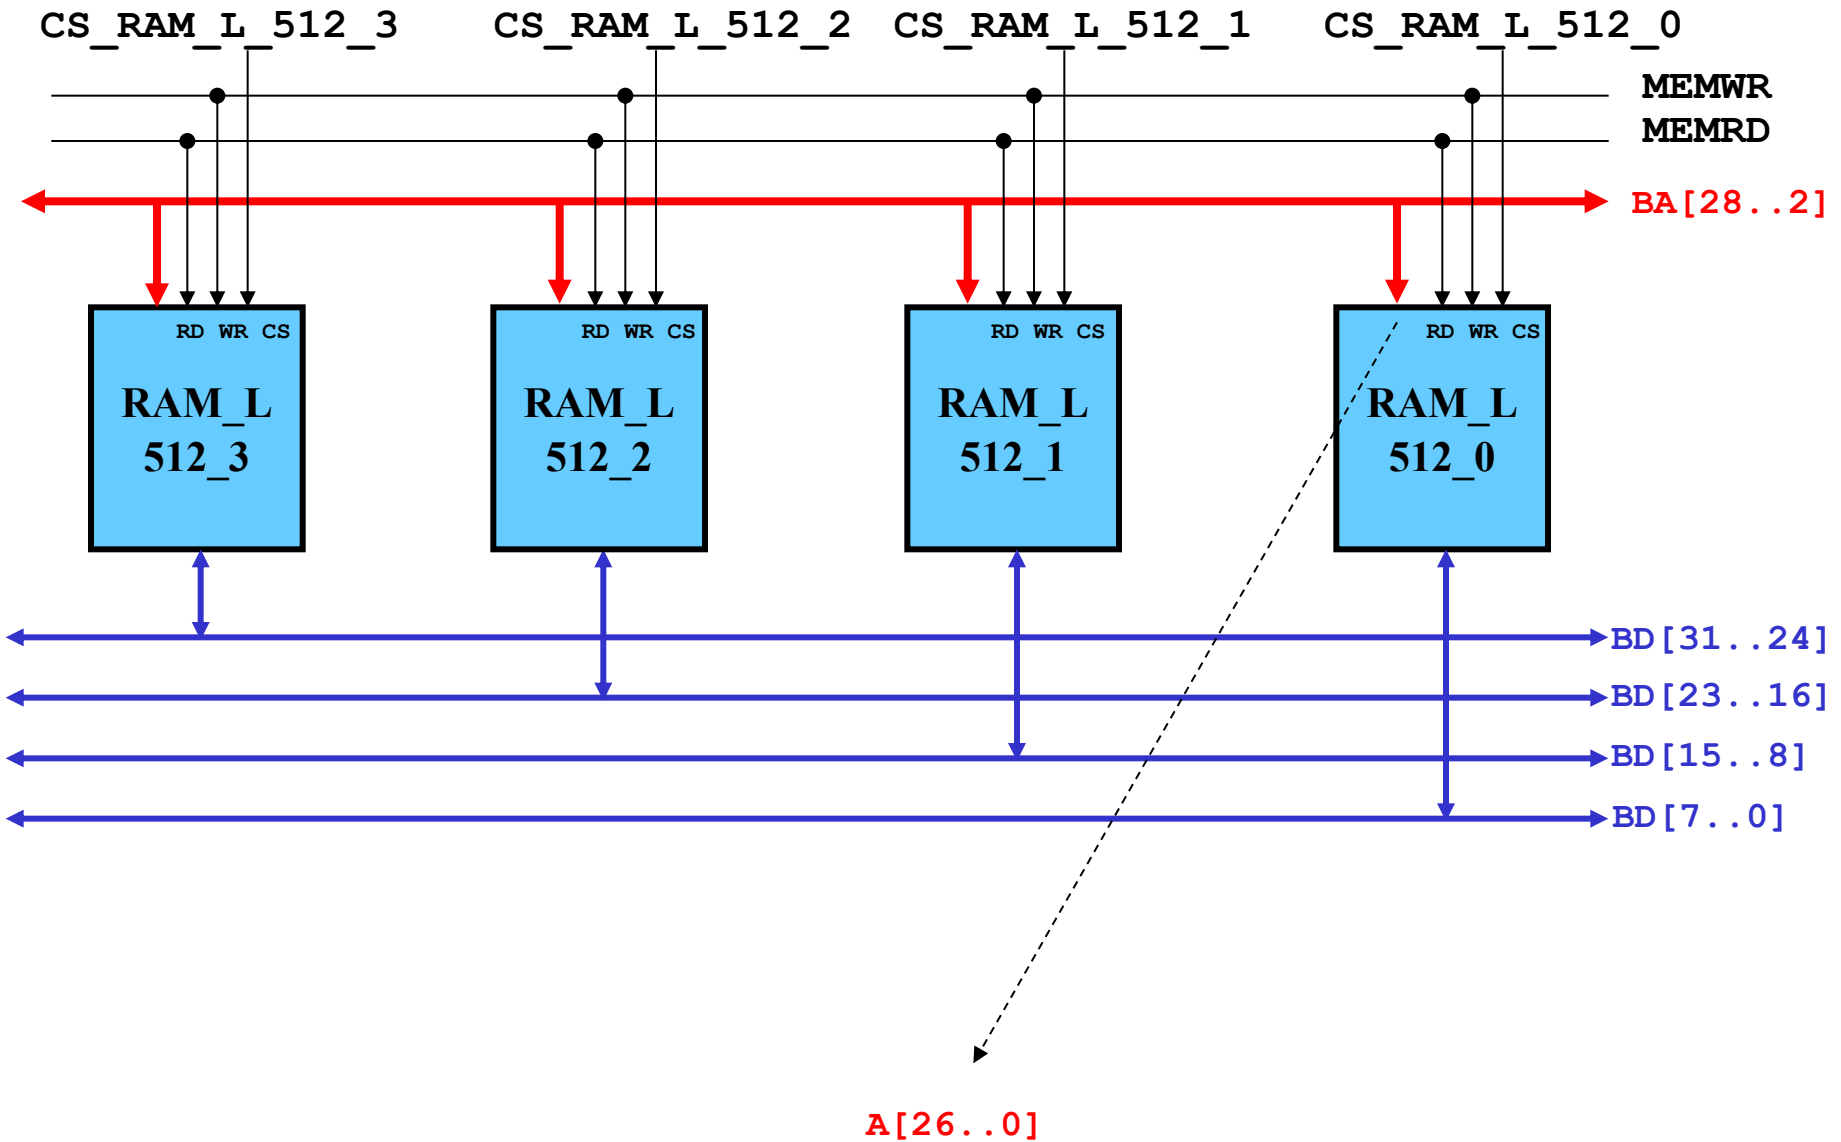 CS_RAM_L_512_3 CS_RAM_L_512_2 CS_RAM_L_512_1 CS_RAM_L_512_0
MEMWR
MEMRD
BA[28..2]
RD WR CS RD WR CS RD WR CS RD WR CS
RAM_L RAM_L RAM_L RAM_L
512_3 512_2 512_1 512_0
BD[31..24]
BD[23..16]
BD[15..8]
BD[7..0]
A[26..0]